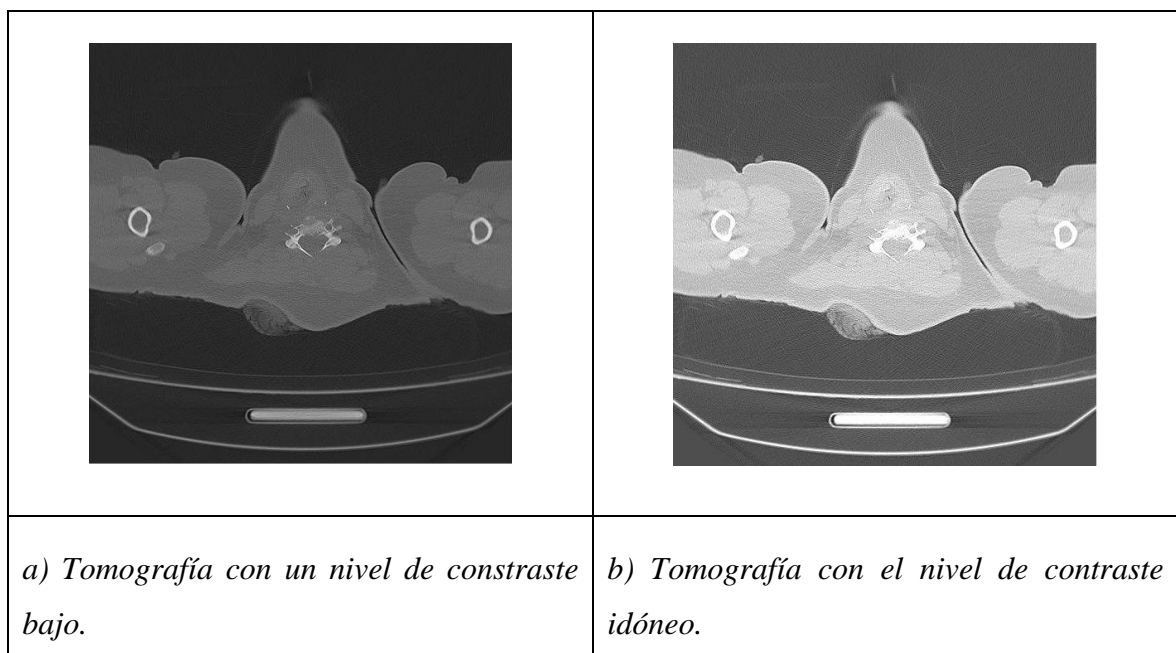 a) Tomografía con un nivel de constraste
bajo.
b) Tomografía con el nivel de contraste
idóneo.